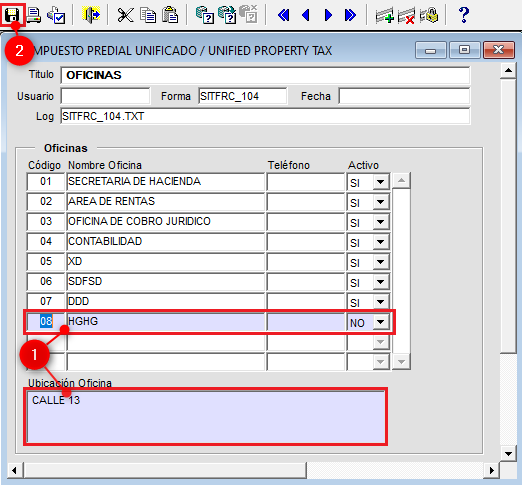 ?
2
IMPUESTO PREDIAL UNIFICADO / UNIFIED PROPERTY TAX
Título OFICINAS
Usuario Forma SITFRC_104 Fecha
Log SITFRC_104.TXT
Oficinas
Código Nombre Oficina Teléfono Activo
01 SECRETARIA DE HACIENDA SI
02 AREA DE RENTAS SI
03 OFICINA DE COBRO JURIDICO SI
04 CONTABILIDAD SI
05 XD SI
06 SDFSD SI
07 DDD SI
08 HGHG NO
1
Ubicación Oficina
CALLE 13